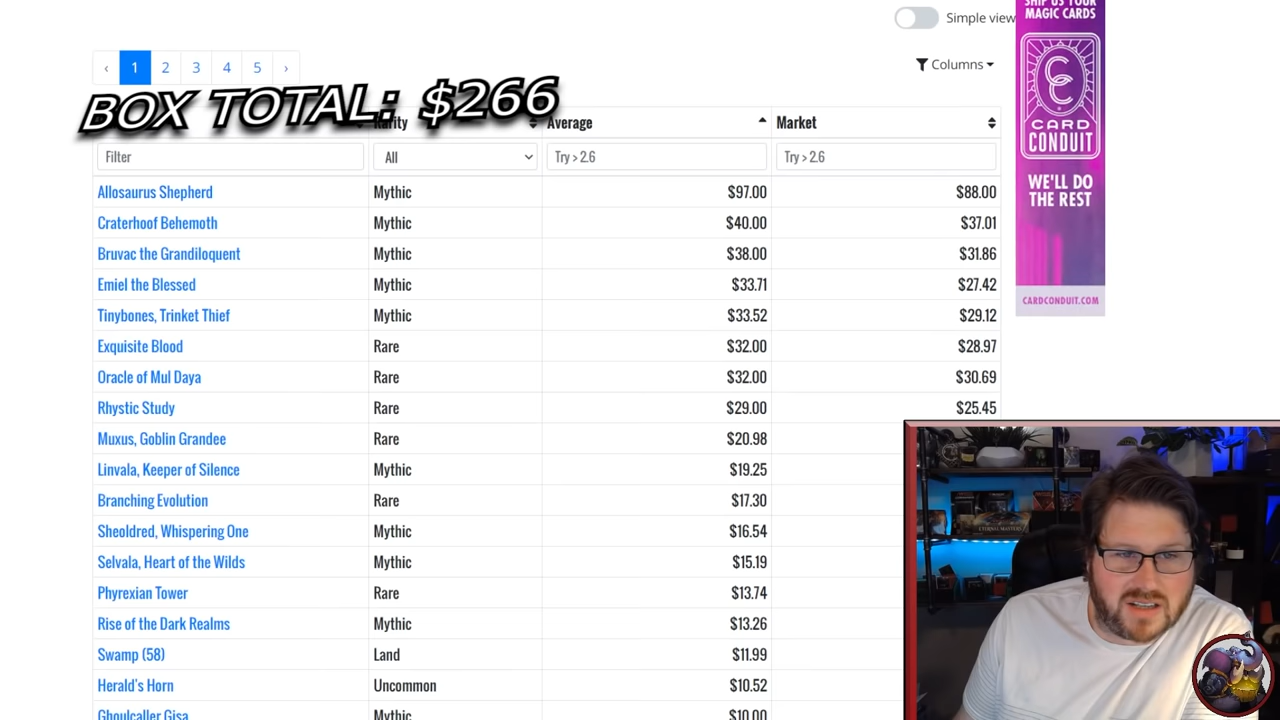 SHIP US YOUR
MAGIC CARDS
Simple view
‹ 1 2 3 4 5 ›
Columns
BOX TOTAL: $266
Rarity Average Market
Filter All Try > 2.6 Try > 2.6
Allosaurus Shepherd Mythic $97.00 $88.00
Craterhoof Behemoth Mythic $40.00 $37.01
Bruvac the Grandiloquent Mythic $38.00 $31.86
Emiel the Blessed Mythic $33.71 $27.42
Tinybones, Trinket Thief Mythic $33.52 $29.12
Exquisite Blood Rare $32.00 $28.97
Oracle of Mul Daya Rare $32.00 $30.69
Rhystic Study Rare $29.00 $25.45
Muxus, Goblin Grandee Rare $20.98
Linvala, Keeper of Silence Mythic $19.25
Branching Evolution Rare $17.30
Sheoldred, Whispering One Mythic $16.54
Selvala, Heart of the Wilds Mythic $15.19
Phyrexian Tower Rare $13.74
Rise of the Dark Realms Mythic $13.26
Swamp (58) Land $11.99
Herald's Horn Uncommon $10.52
Ghoulcaller Gisa Mythic $10.00
CARD
CONDUIT
WE'LL DO
THE REST
CARDCONDUIT.COM
ETERNAL MASTERS